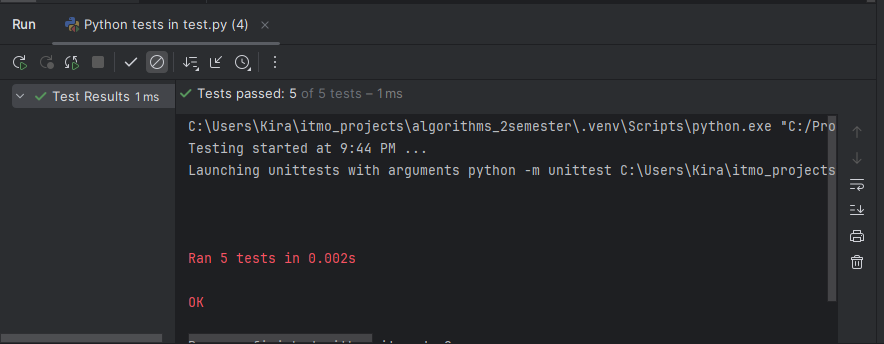 Run
Python tests in test.py (4)
Test Results 1 ms
Tests passed: 5 of 5 tests – 1 ms
C:\Users\Kira\itmo_projects\algorithms_2semester\.venv\Scripts\python.exe "C:/Pro
Testing started at 9:44 PM ...
Launching unittests with arguments python -m unittest C:\Users\Kira\itmo_projects
Ran 5 tests in 0.002s
OK